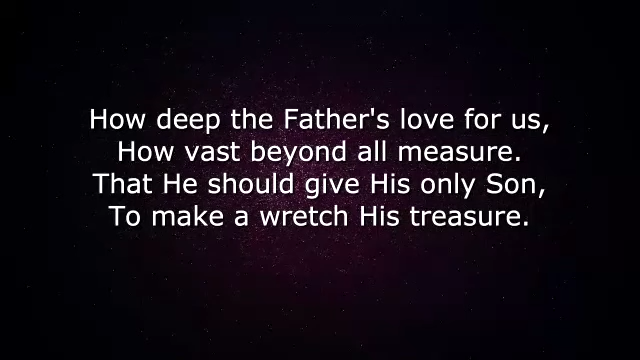 How deep the Father's love for us,
How vast beyond all measure.
That He should give His only Son,
To make a wretch His treasure.